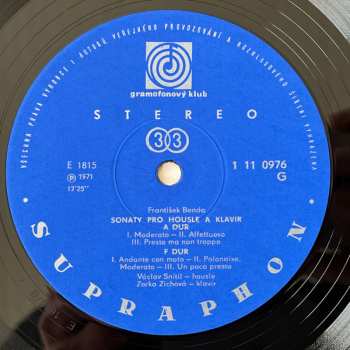 VŠECHNA PRÁVA VÝROBCE I AUTORŮ VEŘEJNÉHO PROVOZOVÁNÍ A ROZHLASOVÉHO ŠÍŘENÍ VYHRAZENA
gramofonový klub
STEREO
33
E 1815
Ⓟ 1971
17'25"
1 11 0976
G
František Benda
SONATY PRO HOUSLE A KLAVÍR
A DUR
I. Moderato – II. Affettuoso
III. Presto ma non troppo
F DUR
I. Andante con moto – II. Polonaise,
Moderato – III. Un poco presto
Václav Snítil – housle
Zorka Zichová – klavír
• SUPRAPHON •